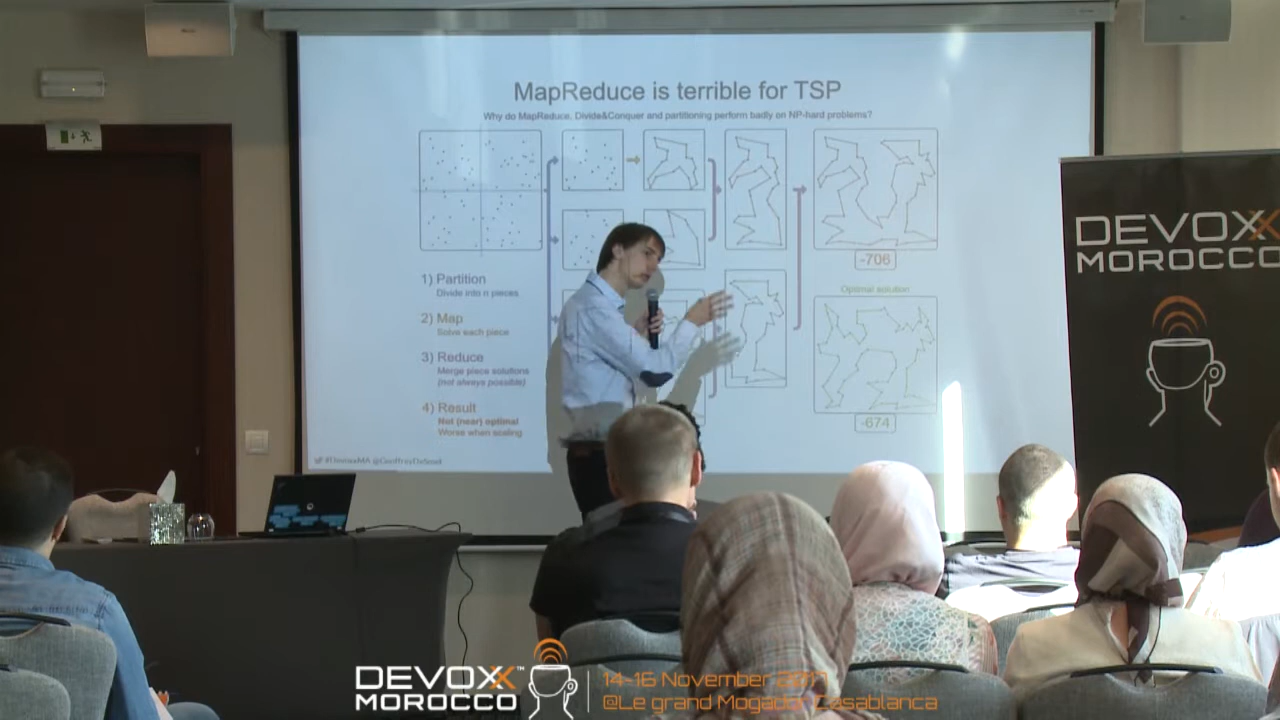 MapReduce is terrible for TSP
Why do MapReduce, Divide&Conquer and partitioning perform badly on NP-hard problems?
1) Partition
Divide into n pieces
2) Map
Solve each piece
3) Reduce
Merge piece solutions
(not always possible)
4) Result
Not (near) optimal
Worse when scaling
-706
Optimal solution
-674
#DevoxxMA @GeoffreyDeSmet
DEVOXX
MOROCCO
DEVOXX™
MOROCCO
14-16 November 2017
@Le grand Mogador Casablanca